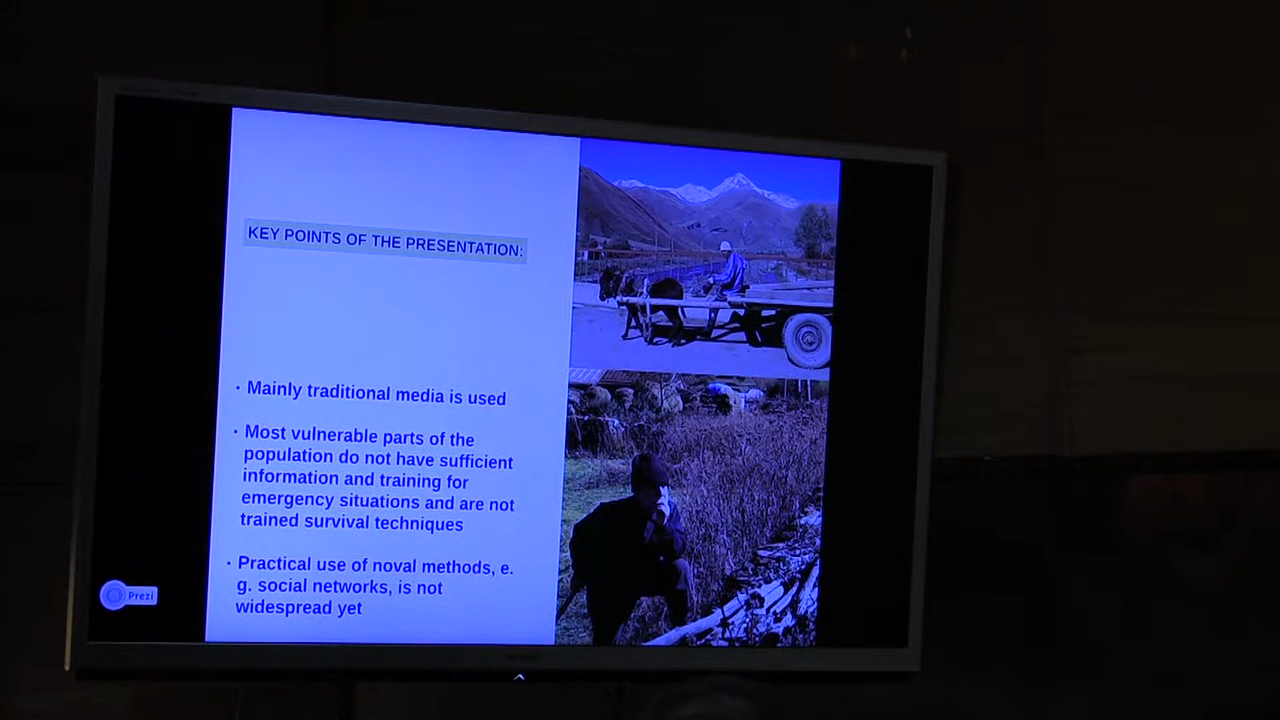 KEY POINTS OF THE PRESENTATION:
· Mainly traditional media is used
· Most vulnerable parts of the
population do not have sufficient
information and training for
emergency situations and are not
trained survival techniques
· Practical use of noval methods, e.
g. social networks, is not
widespread yet
Prezi